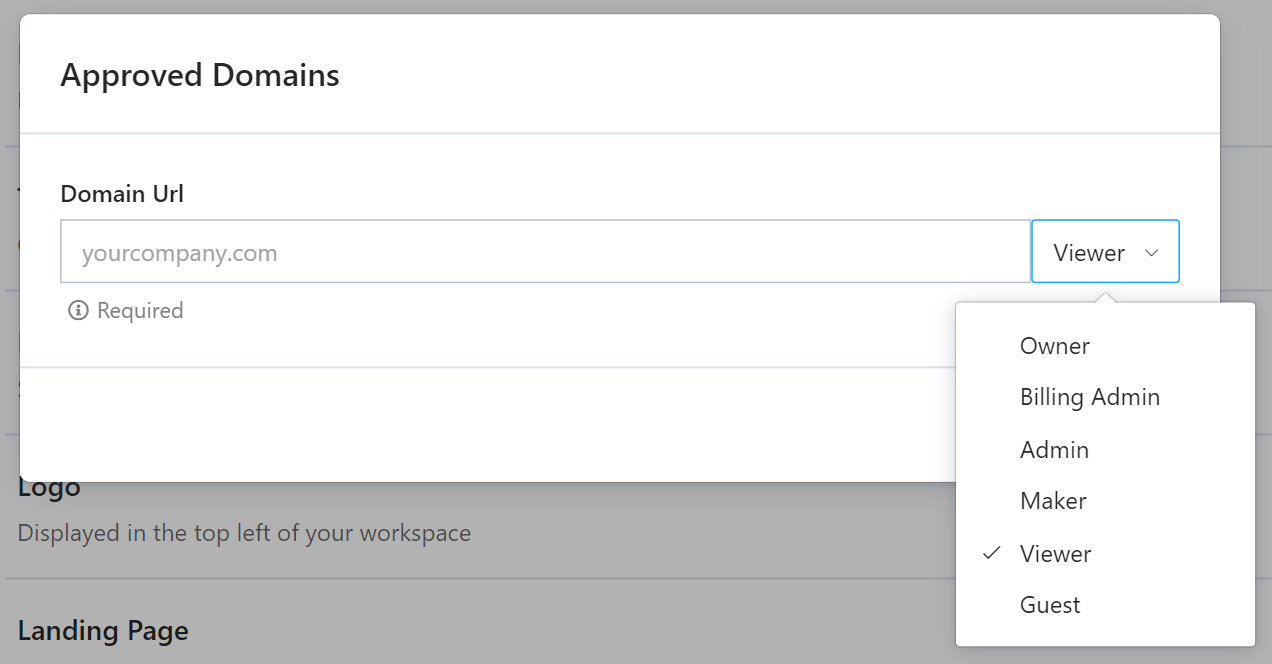 Approved Domains
Domain Url
yourcompany.com
Viewer
Required
Owner
Billing Admin
Admin
Maker
Viewer
Guest
Logo
Displayed in the top left of your workspace
Landing Page